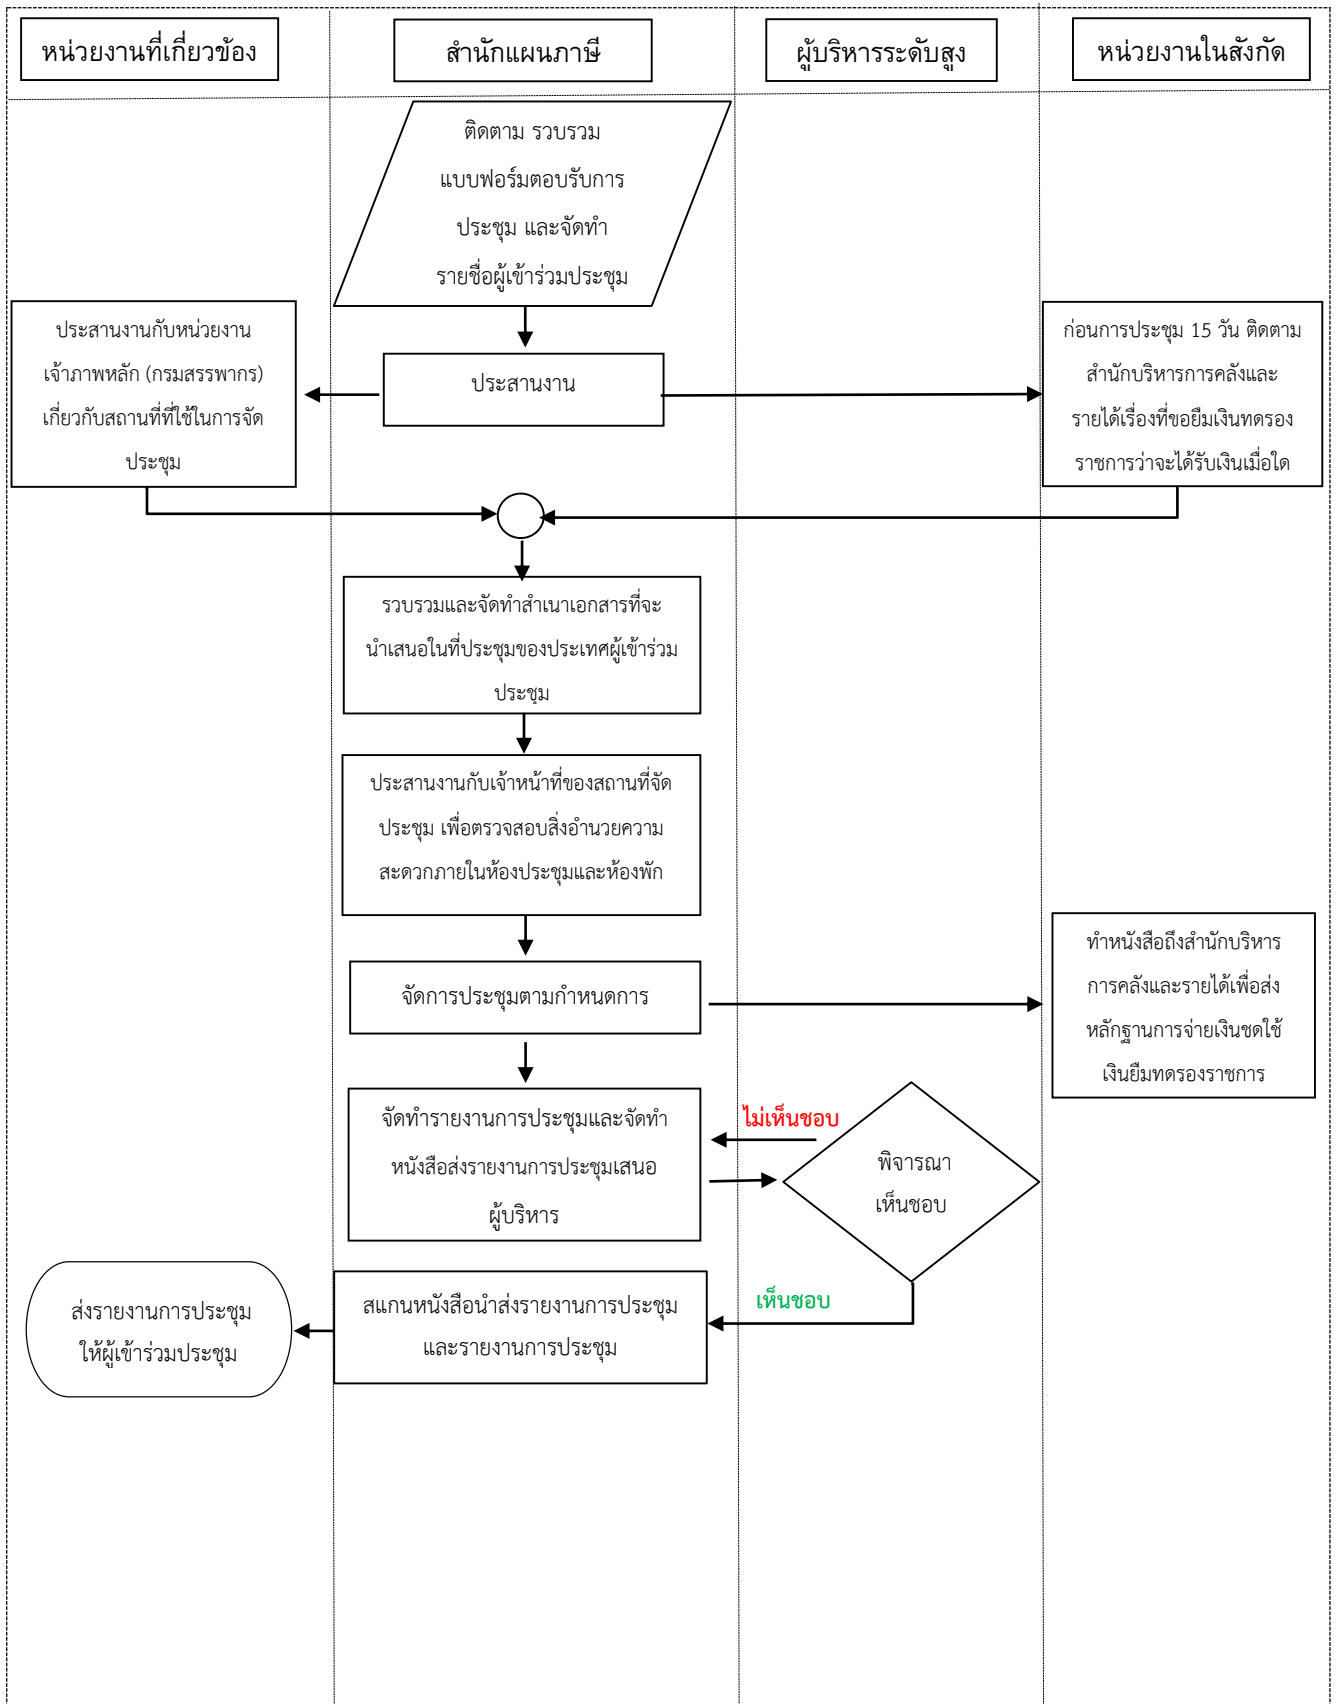 หน่วยงานที่เกี่ยวข้อง
สำนักแผนภาษี
ผู้บริหารระดับสูง
หน่วยงานในสังกัด
ติดตาม รวบรวม
แบบฟอร์มตอบรับการ
ประชุม และจัดทำ
รายชื่อผู้เข้าร่วมประชุม
ประสานงานกับหน่วยงาน
เจ้าภาพหลัก (กรมสรรพากร)
เกี่ยวกับสถานที่ที่ใช้ในการจัด
ประชุม
ประสานงาน
ก่อนการประชุม 15 วัน ติดตาม
สำนักบริหารการคลังและ
รายได้เรื่องที่ขอยืมเงินทดรอง
ราชการว่าจะได้รับเงินเมื่อใด
รวบรวมและจัดทำสำเนาเอกสารที่จะ
นำเสนอในที่ประชุมของประเทศผู้เข้าร่วม
ประชุม
ประสานงานกับเจ้าหน้าที่ของสถานที่จัด
ประชุม เพื่อตรวจสอบสิ่งอำนวยความ
สะดวกภายในห้องประชุมและห้องพัก
จัดการประชุมตามกำหนดการ
ทำหนังสือถึงสำนักบริหาร
การคลังและรายได้เพื่อส่ง
หลักฐานการจ่ายเงินชดใช้
เงินยืมทดรองราชการ
จัดทำรายงานการประชุมและจัดทำ
หนังสือส่งรายงานการประชุมเสนอ
ผู้บริหาร
ไม่เห็นชอบ
พิจารณา
เห็นชอบ
เห็นชอบ
สแกนหนังสือนำส่งรายงานการประชุม
และรายงานการประชุม
ส่งรายงานการประชุม
ให้ผู้เข้าร่วมประชุม